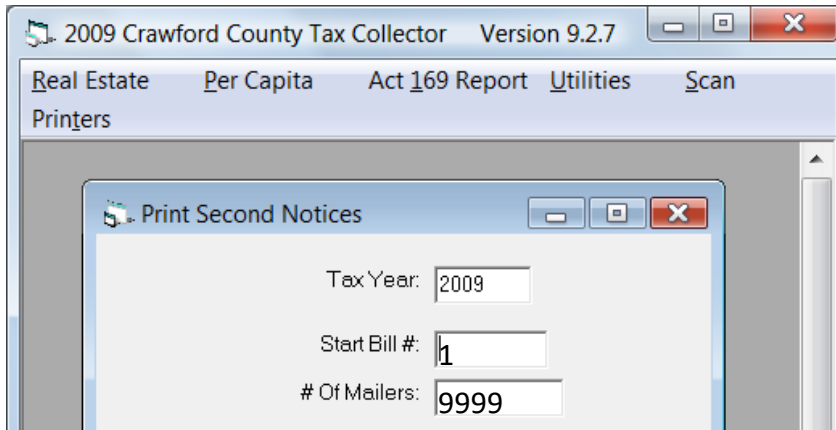 2009 Crawford County Tax Collector Version 9.2.7
Real Estate Per Capita Act 169 Report Utilities Scan
Printers
Print Second Notices
Tax Year: 2009
Start Bill #: 1
# Of Mailers: 9999